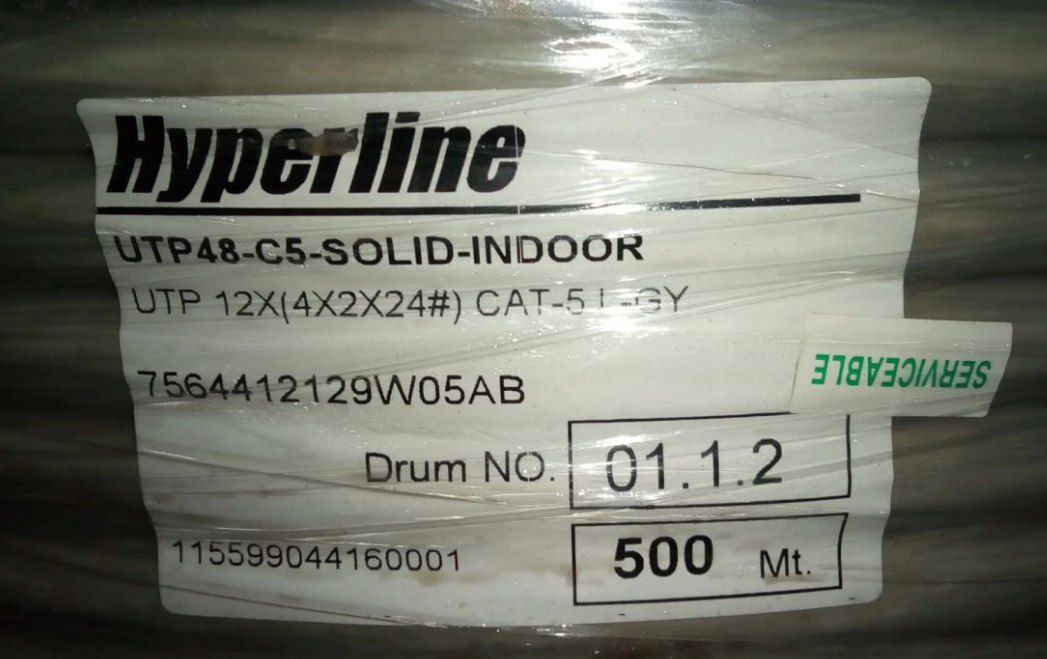 Hyperline
UTP48-C5-SOLID-INDOOR
UTP 12X(4X2X24#) CAT-5 -GY
SERVICEABLE
7564412129W05AB
Drum NO. 01.1.2
115599044160001
500 Mt.